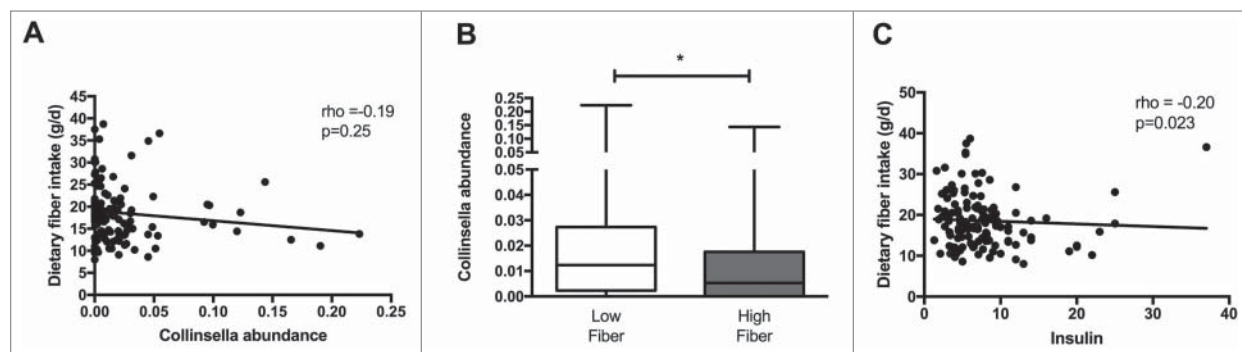 A
Dietary fiber intake (g/d)
45
40
35
30
25
20
15
10
5
0
0.00 0.05 0.10 0.15 0.20 0.25
Collinsella abundance
rho =-0.19
p=0.25
B
*
Collinsella abundance
0.25
0.20
0.15
0.10
0.05
0.05
0.04
0.03
0.02
0.01
0.00
Low
Fiber
High
Fiber
C
Dietary fiber intake (g/d)
50
40
30
20
10
0
0 10 20 30 40
Insulin
rho = -0.20
p=0.023